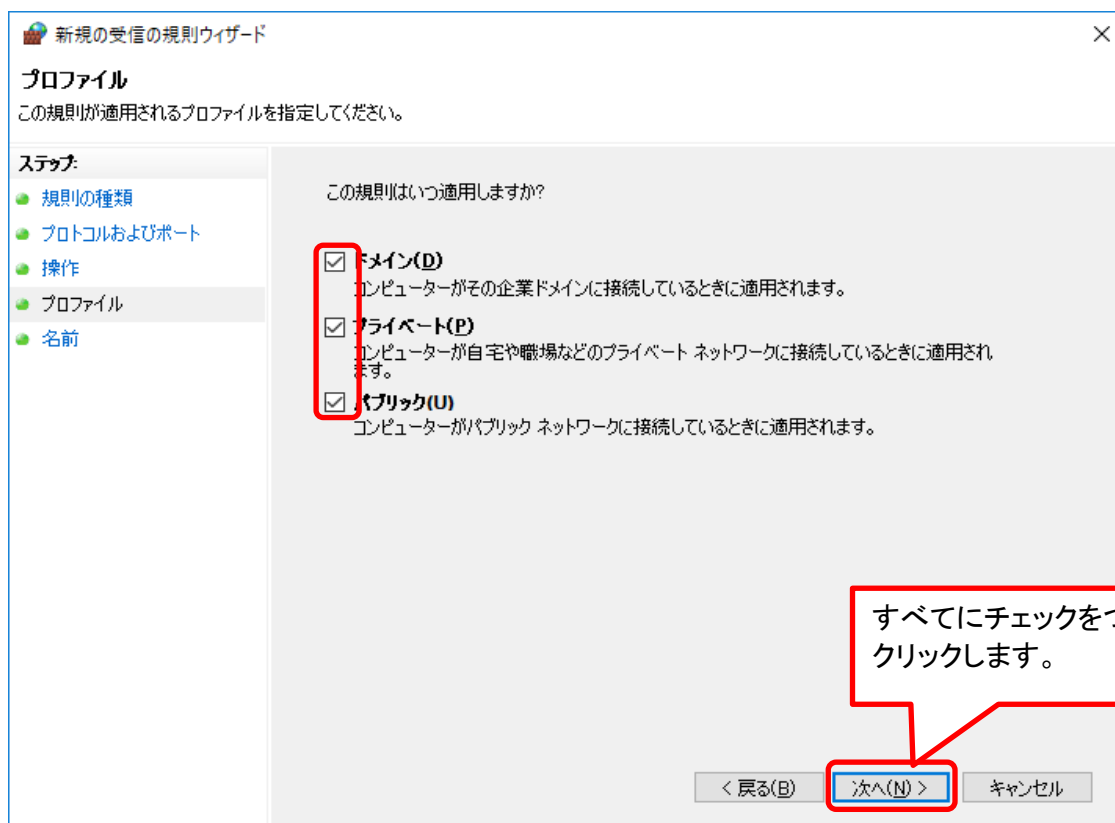 新規の受信の規則ウィザード
プロファイル
この規則が適用されるプロファイルを指定してください。
ステップ:
規則の種類
プロトコルおよびポート
操作
プロファイル
名前
この規則はいつ適用しますか?
ドメイン(D)
コンピューターがその企業ドメインに接続しているときに適用されます。
プライベート(P)
コンピューターが自宅や職場などのプライベート ネットワークに接続しているときに適用され
ます。
パブリック(U)
コンピューターがパブリック ネットワークに接続しているときに適用されます。
すべてにチェックをつ
クリックします。
< 戻る(B)
次へ(N) >
キャンセル